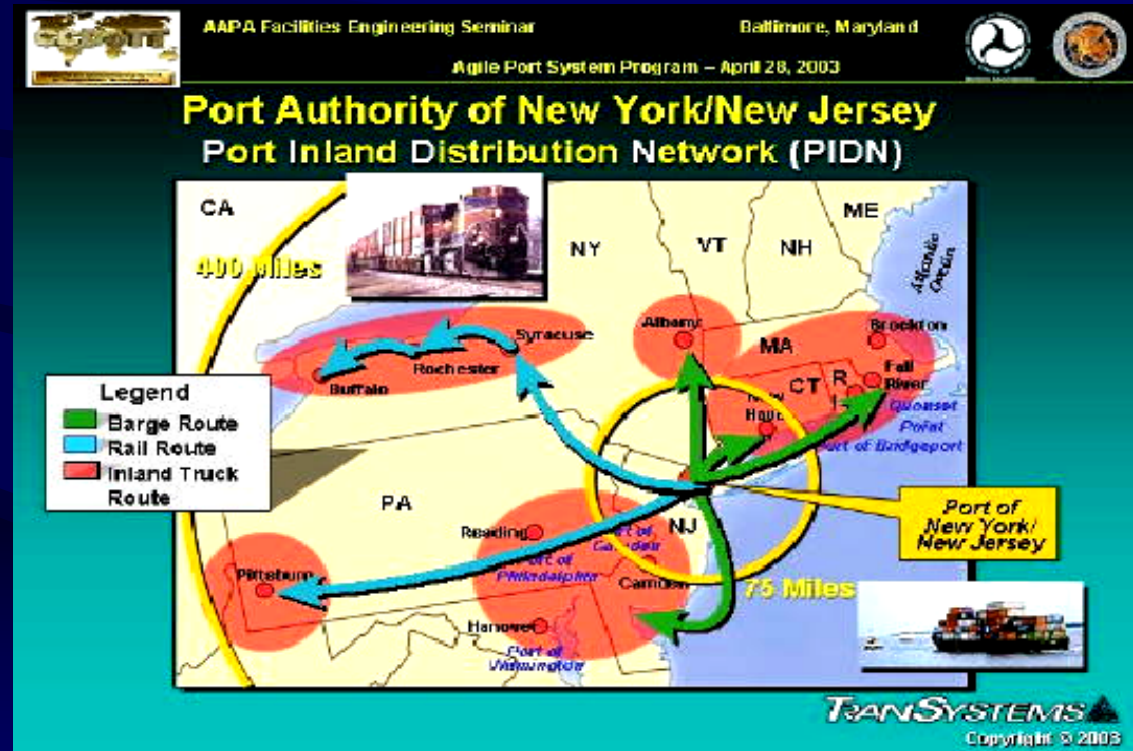 AAPA Facilities Engineering Seminar
Baltimore, Maryland
Agile Port System Program – April 28, 2003
Port Authority of New York/New Jersey
Port Inland Distribution Network (PIDN)
CA
ME
NY
VT
NH
400 Miles
Atlantic
Ocean
Albany
Brockton
Syracuse
MA
Rochester
Buffalo
Fall
River
CT
R
I
New
Have
Quonset
Point
Port of Bridgeport
Legend
Barge Route
Rail Route
Inland Truck
Route
PA
NJ
Port of
New York/
New Jersey
Reading
Port of
Camden
Port of
Philadelphia
Camden
Pittsburg
75 Miles
Hanover
Port of
Wilmington
TRANSYSTEMS
Copyright © 2003